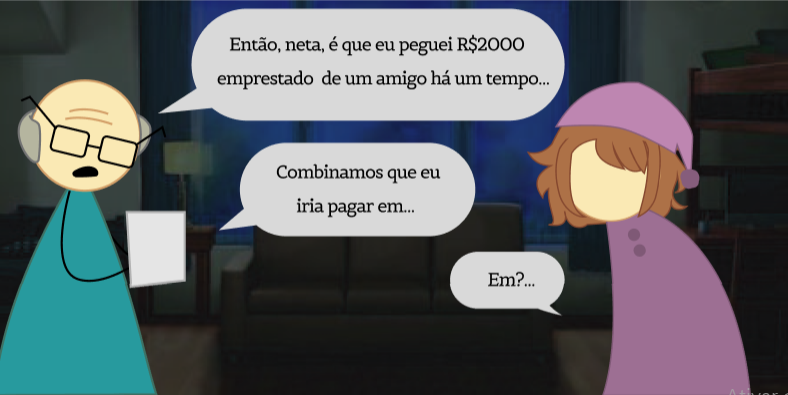 Então, neta, é que eu peguei R$2000
emprestado de um amigo há um tempo...
Combinamos que eu
iria pagar em...
Em?...